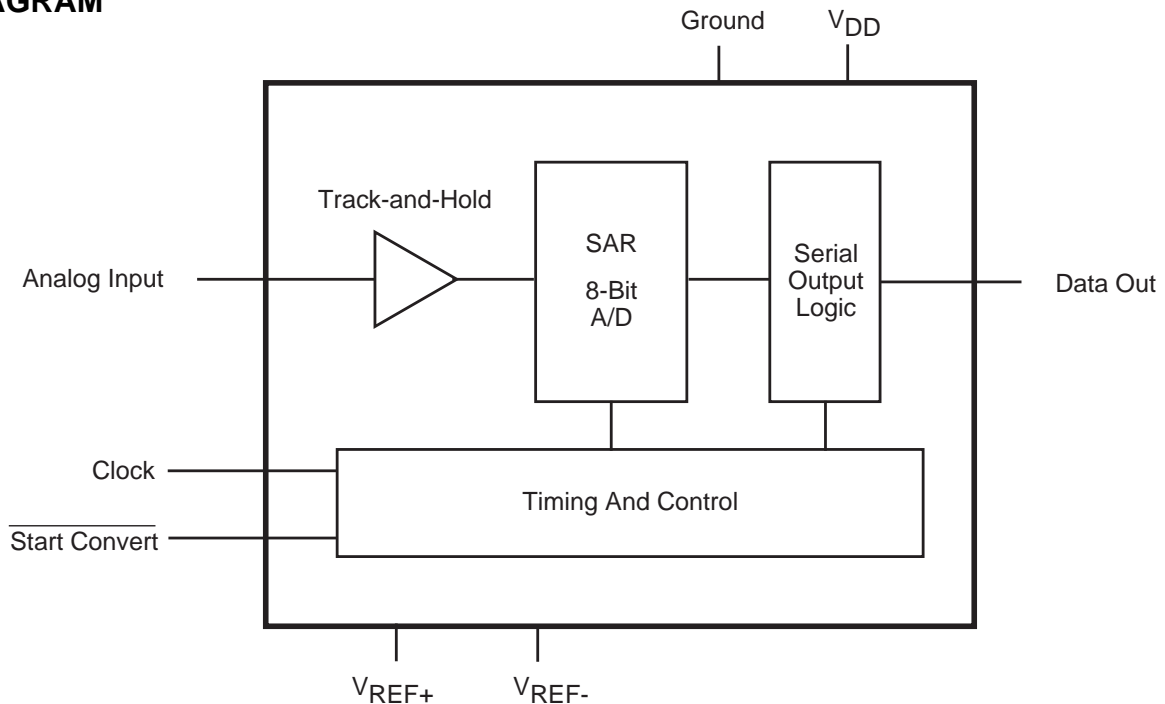 AGRAM
Ground
VDD
Track-and-Hold
SAR
8-Bit
A/D
Serial
Output
Logic
Analog Input
Data Out
Clock
Timing And Control
Start Convert
VREF+
VREF-